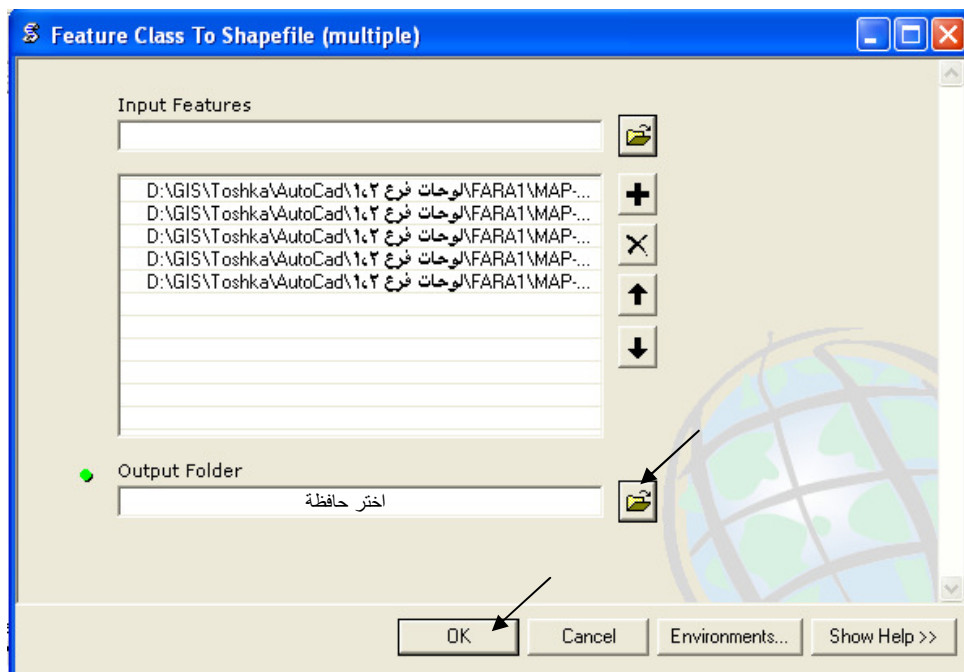 Feature Class To Shapefile (multiple)
Input Features
D:\GIS\Toshka\AutoCad\لوحات فرع ١،٢\FARA1\MAP-...
D:\GIS\Toshka\AutoCad\لوحات فرع ١،٢\FARA1\MAP-...
D:\GIS\Toshka\AutoCad\لوحات فرع ١،٢\FARA1\MAP-...
D:\GIS\Toshka\AutoCad\لوحات فرع ١،٢\FARA1\MAP-...
D:\GIS\Toshka\AutoCad\لوحات فرع ١،٢\FARA1\MAP-...
Output Folder
اختر حافظة
OK Cancel Environments... Show Help >>